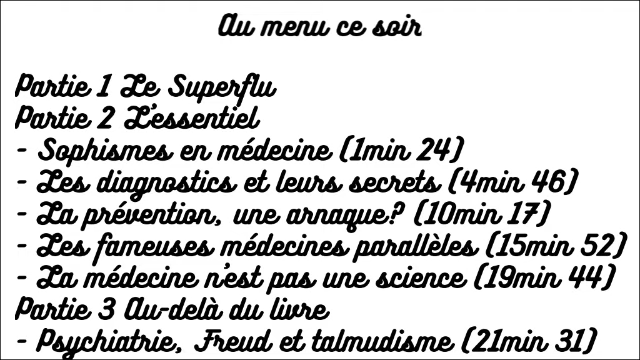 Au menu ce soir
Partie 1 Le Superflu
Partie 2 L'essentiel
- Sophismes en médecine (1min 24)
- Les diagnostics et leurs secrets (4min 46)
- La prévention, une arnaque? (10min 17)
- Les fameuses médecines parallèles (15min 52)
- La médecine n'est pas une science (19min 44)
Partie 3 Au-delà du livre
- Psychiatrie, Freud et talmudisme (21min 31)